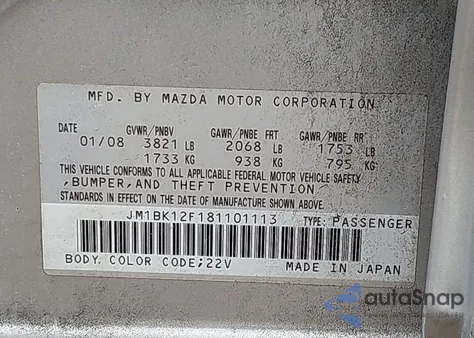 MFD. BY MAZDA MOTOR CORPORATION
DATE GVWR/PNBV GAWR/PNBE FRT GAWR/PNBE RR
01/08 3821 LB 2068 LB 1753 LB
1733 KG 938 KG 795 KG
THIS VEHICLE CONFORMS TO ALL APPLICABLE FEDERAL MOTOR VEHICLE SAFETY
,BUMPER,AND THEFT PREVENTION
STANDARDS IN EFFECT ON THE DATE OF MANUFACTURE SHOWN ABOVE.
JM1BK12F181101113 TYPE: PASSENGER
BODY. COLOR CODE;22V MADE IN JAPAN
autoSnap